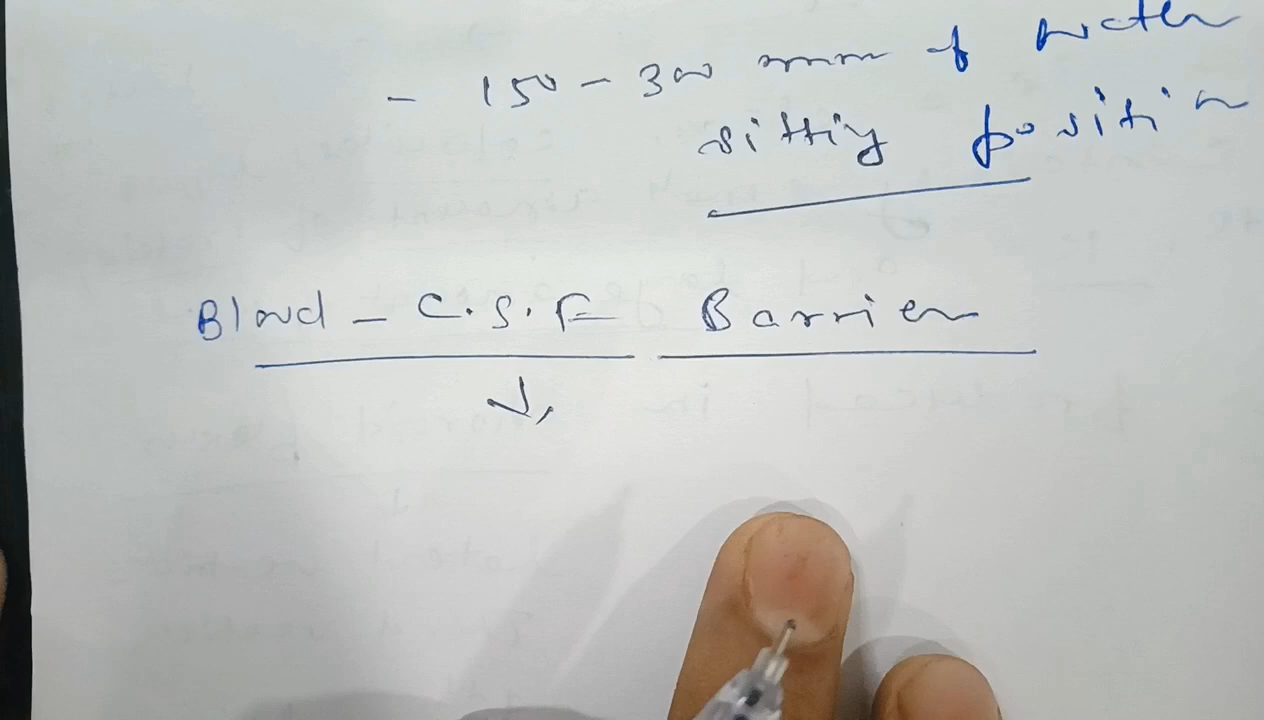 - 150 - 300 mm of water
sitting position
Blood - C.S.F Barrier